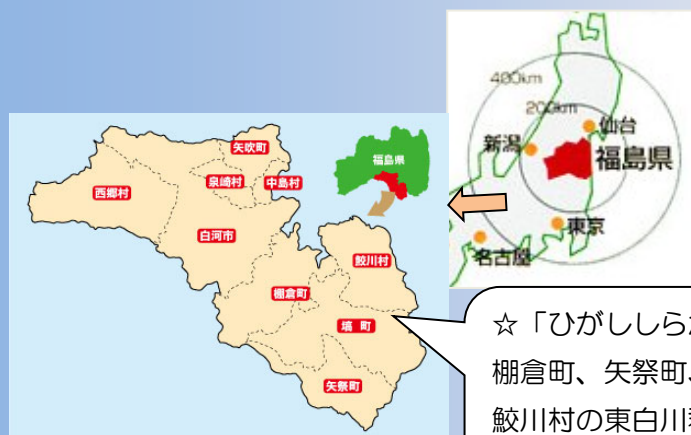 400km
200km
仙台
新潟
福島県
東京
名古屋
福島県
矢吹町
泉崎村
中島村
西郷村
白河市
鮫川村
棚倉町
塙 町
矢祭町
☆「ひがししらか
棚倉町、矢祭町、
鮫川村の東白川